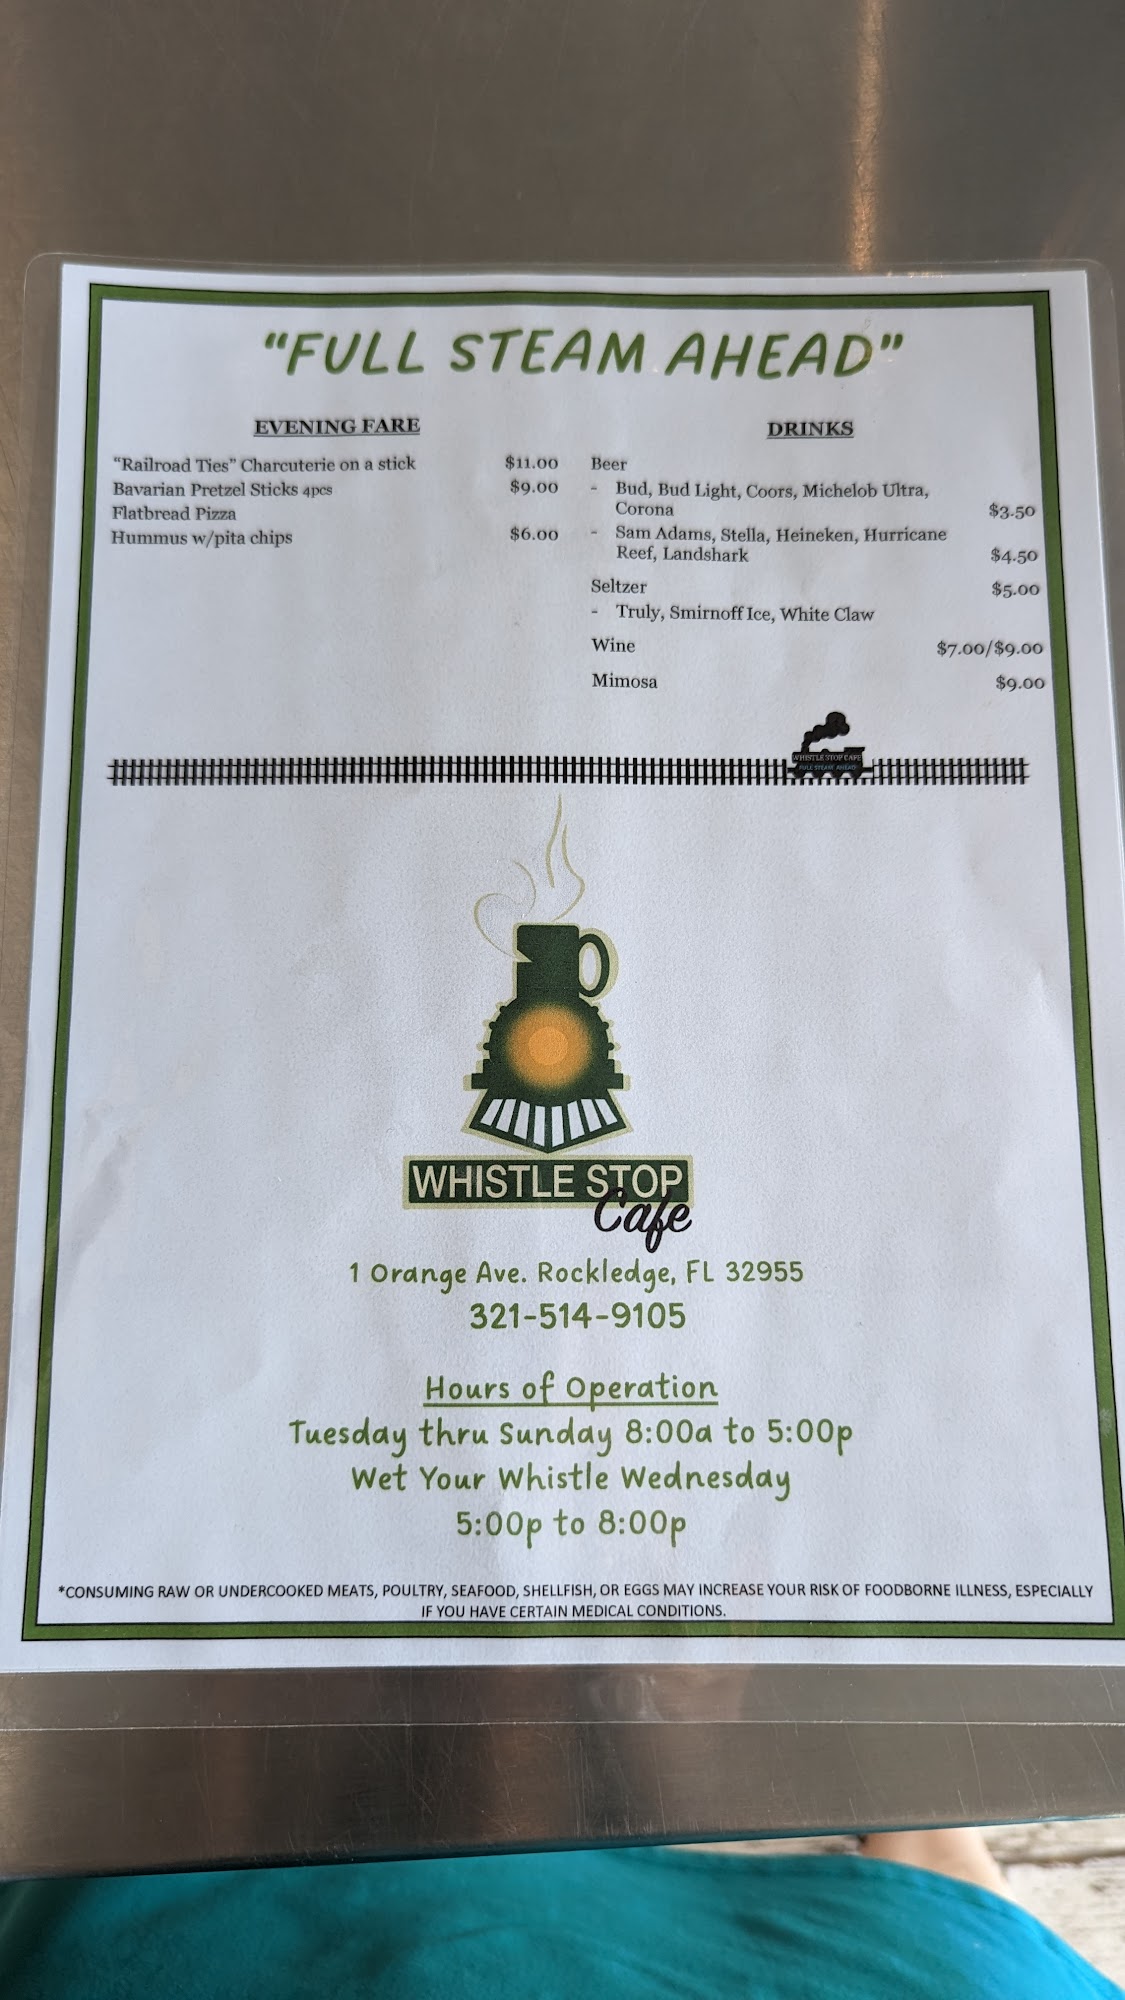 "FULL STEAM AHEAD"
EVENING FARE
"Railroad Ties" Charcuterie on a stick $11.00
Bavarian Pretzel Sticks 4pcs $9.00
Flatbread Pizza
Hummus w/pita chips $6.00
DRINKS
Beer
- Bud, Bud Light, Coors, Michelob Ultra,
Corona $3.50
- Sam Adams, Stella, Heineken, Hurricane
Reef, Landshark $4.50
Seltzer $5.00
- Truly, Smirnoff Ice, White Claw
Wine $7.00/$9.00
Mimosa $9.00
WHISTLE STOP CAFE
FULL STEAM AHEAD
WHISTLE STOP
Cafe
1 Orange Ave. Rockledge, FL 32955
321-514-9105
Hours of Operation
Tuesday thru Sunday 8:00a to 5:00p
Wet Your Whistle Wednesday
5:00p to 8:00p
*CONSUMING RAW OR UNDERCOOKED MEATS, POULTRY, SEAFOOD, SHELLFISH, OR EGGS MAY INCREASE YOUR RISK OF FOODBORNE ILLNESS, ESPECIALLY
IF YOU HAVE CERTAIN MEDICAL CONDITIONS.